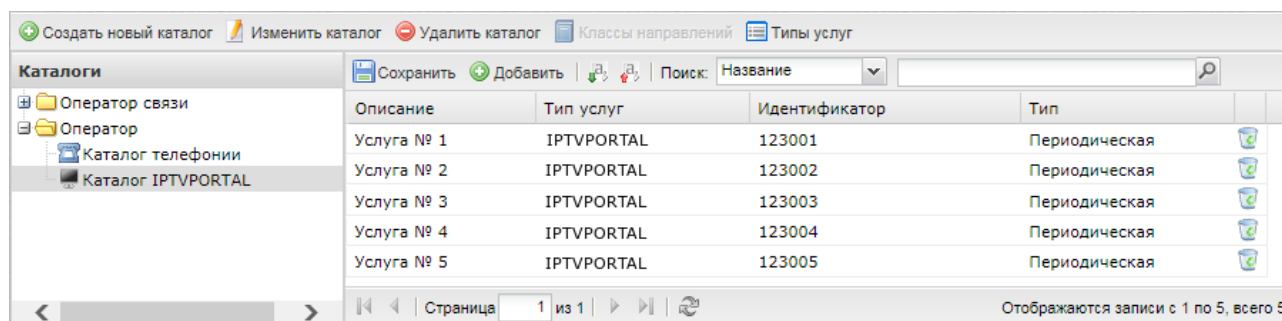 Создать новый каталог Изменить каталог Удалить каталог Классы направлений Типы услуг
Каталоги
Оператор связи
Оператор
Каталог телефонии
Каталог IPTVPORTAL
Сохранить Добавить Поиск: Название
Описание Тип услуг Идентификатор Тип
Услуга № 1 IPTVPORTAL 123001 Периодическая
Услуга № 2 IPTVPORTAL 123002 Периодическая
Услуга № 3 IPTVPORTAL 123003 Периодическая
Услуга № 4 IPTVPORTAL 123004 Периодическая
Услуга № 5 IPTVPORTAL 123005 Периодическая
Страница 1 из 1 Отображаются записи с 1 по 5, всего 5